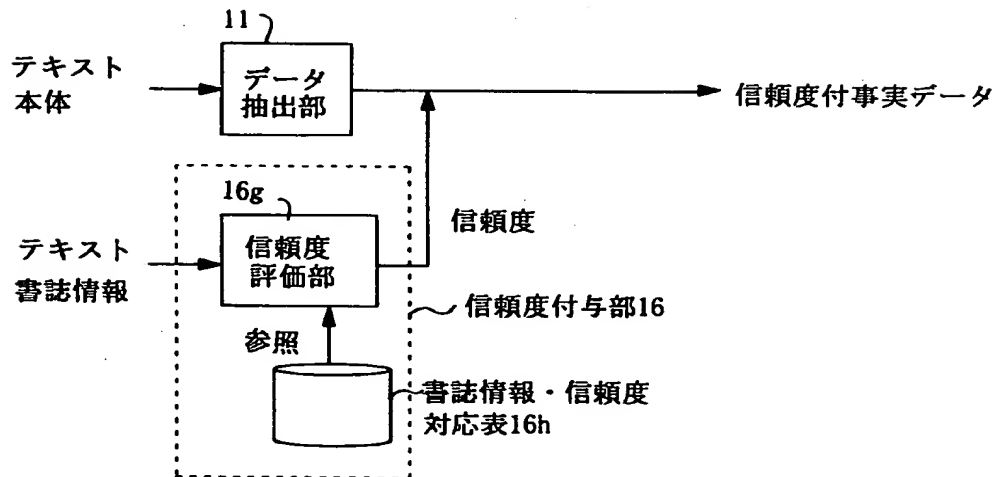 11
テキスト
本体
データ
抽出部
信頼度付事実データ
16g
信頼度
テキスト
書誌情報
信頼度
評価部
信頼度付与部16
参照
書誌情報・信頼度
対応表16h